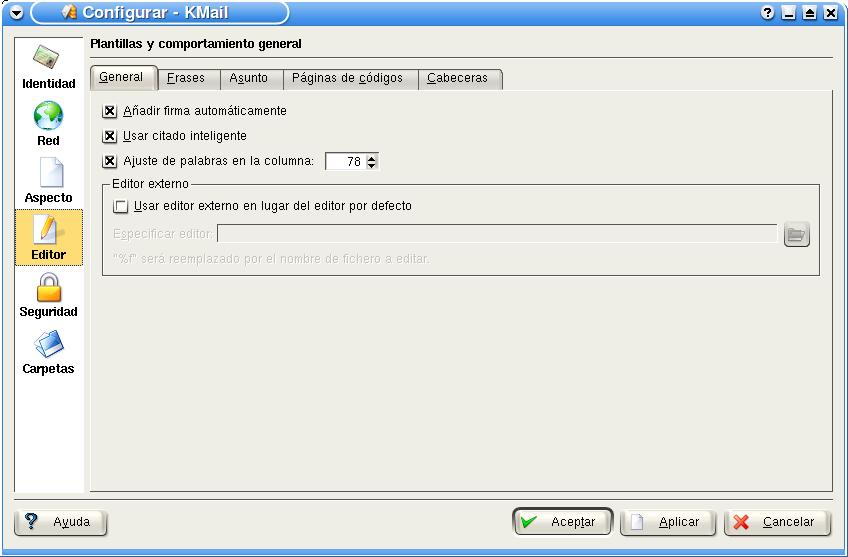 Configurar - KMail
Identidad
Red
Aspecto
Editor
Seguridad
Carpetas
Plantillas y comportamiento general
General Frases Asunto Páginas de códigos Cabeceras
Añadir firma automáticamente
Usar citado inteligente
Ajuste de palabras en la columna: 78
Editor externo
Usar editor externo en lugar del editor por defecto
Especificar editor:
"%f" será reemplazado por el nombre de fichero a editar.
Ayuda Aceptar Aplicar Cancelar